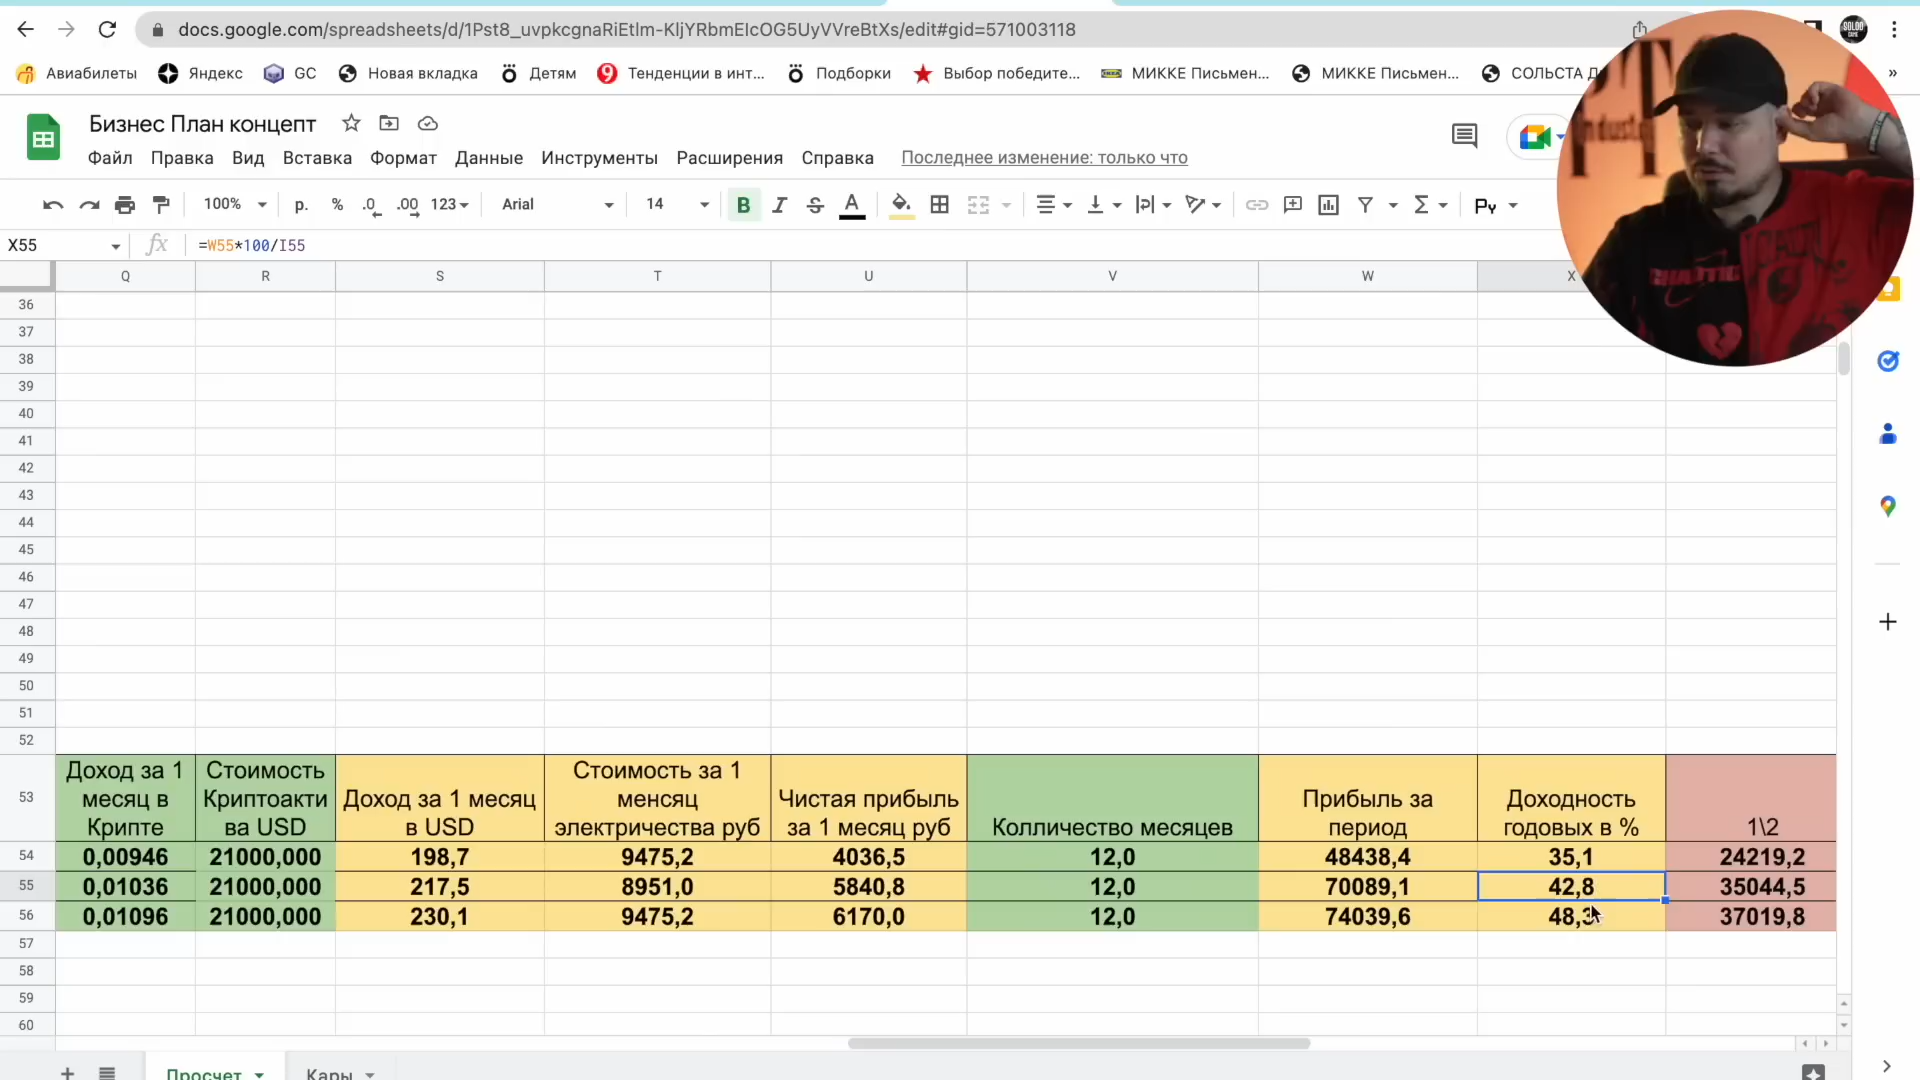 docs.google.com/spreadsheets/d/1Pst8_uvpkcgnaRiEtlm-KljYRbmEIcOG5UyVVreBtXs/edit#gid=571003118
Авиабилеты Яндекс GC Новая вкладка Детям Тенденции в инт... Подборки Выбор победите... МИККЕ Письмен... МИККЕ Письмен... СОЛЬСТА Д
Бизнес План концепт
Файл Правка Вид Вставка Формат Данные Инструменты Расширения Справка Последнее изменение: только что
100% р. % .0 .00 123 Arial 14 B I S A Σ Ру
X55 fx =W55*100/I55
Q R S T U V W X
36
37
38
39
40
41
42
43
44
45
46
47
48
49
50
51
52
53 Доход за 1 месяц в Крипте Стоимость Криптоакти ва USD Доход за 1 месяц в USD Стоимость за 1 менсяц электричества руб Чистая прибыль за 1 месяц руб Колличество месяцев Прибыль за период Доходность годовых в % 1\2
54 0,00946 21000,000 198,7 9475,2 4036,5 12,0 48438,4 35,1 24219,2
55 0,01036 21000,000 217,5 8951,0 5840,8 12,0 70089,1 42,8 35044,5
56 0,01096 21000,000 230,1 9475,2 6170,0 12,0 74039,6 48,3 37019,8
57
58
59
60
Просчет Кары